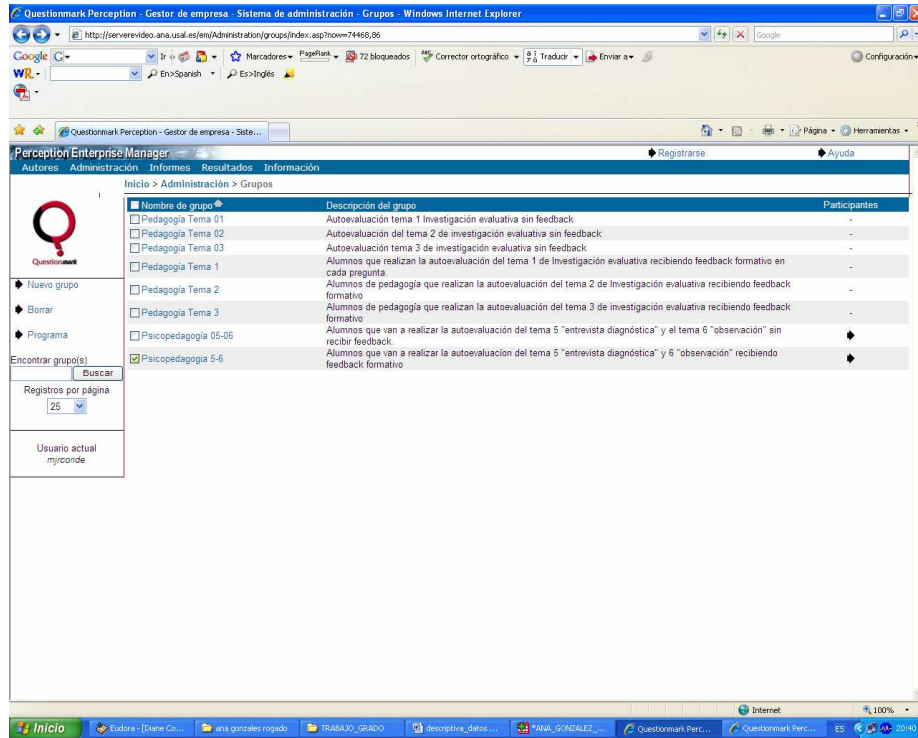 Questionmark Perception - Gestor de empresa - Sistema de administración - Grupos - Windows Internet Explorer
http://serverevideo.ana.usal.es/em/Administration/groups/index.asp?now=74468,86
Google
Google G Ir Marcadores PageRank 72 bloqueados Corrector ortográfico Traducir Enviar a Configuración
WR En>Spanish Es>Inglés
Questionmark Perception - Gestor de empresa - Siste...
Página Herramientas
Perception Enterprise Manager Registrarse Ayuda
Autores Administración Informes Resultados Información
Inicio > Administración > Grupos
Questionmark
Nuevo grupo
Borrar
Programa
Encontrar grupo(s)
Buscar
Registros por página
25
Usuario actual
mjrconde
Nombre de grupo Descripción del grupo Participantes
Pedagogía Tema 01 Autoevaluación tema 1 Investigación evaluativa sin feedback -
Pedagogía Tema 02 Autoevaluación del tema 2 de investigación evaluativa sin feedback -
Pedagogía Tema 03 Autoevaluación tema 3 de investigación evaluativa sin feedback -
Pedagogía Tema 1 Alumnos que realizan la autoevaluación del tema 1 de Investigación evaluativa recibiendo feedback formativo en
cada pregunta. -
Pedagogía Tema 2 Alumnos de pedagogía que realizan la autoevaluación del tema 2 de Investigación evaluativa recibiendo feedback
formativo -
Pedagogía Tema 3 Alumnos de pedagogía que realizan la autoevaluación del tema 3 de investigación evaluativa recibiendo feedback
formativo -
Psicopedagogía 05-06 Alumnos que van a realizar la autoevaluación del tema 5 "entrevista diagnóstica" y el tema 6 "observación" sin
recibir feedback.
Psicopedagogia 5-6 Alumnos que van a realizar la autoevaluacíon del tema 5 "entrevista diagnóstica" y 6 "observación" recibiendo
feedback formativo
Internet 100%
Inicio Eudora - [Diane Co... ana gonzales rogado TRABAJO_GRADO descriptiva_datos ... *ANA_GONZALEZ_... Questionmark Perc... Questionmark Perc... ES 20:40